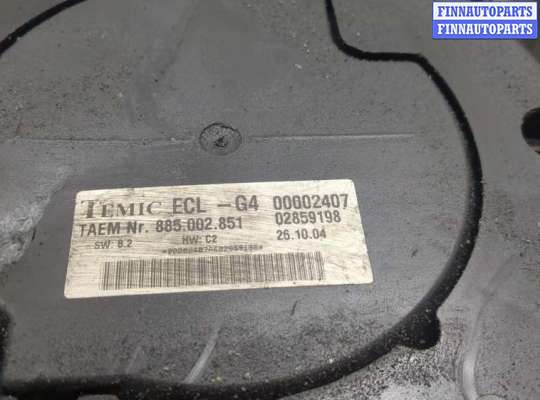 FINNAUTOPARTS
FINNAUTOPARTS
TEMIC ECL -G4 00002407
TAEM Nr. 885.002.851 02859198
SW: 8.2 HW: C2 26.10.04